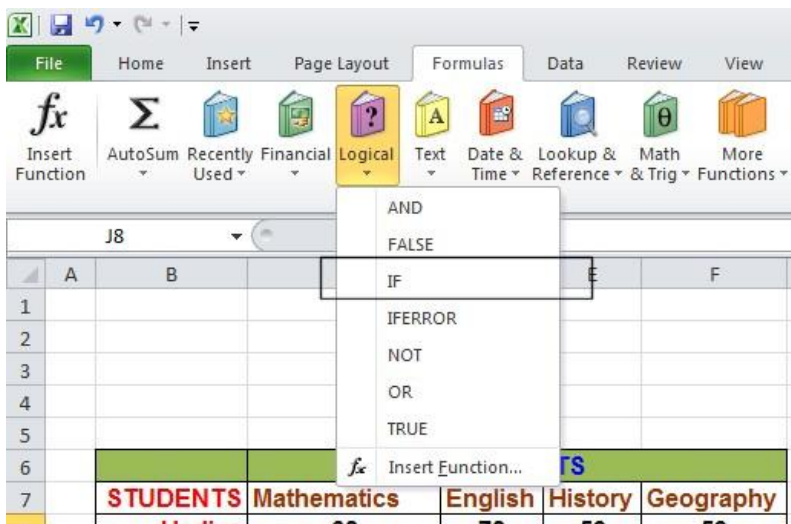 File Home Insert Page Layout Formulas Data Review View
fx Σ ? A θ
Insert Function AutoSum Recently Used Financial Logical Text Date & Time Lookup & Reference Math & Trig More Functions
J8
AND
FALSE
IF
IFERROR
NOT
OR
TRUE
fx Insert Function...
A B E F
1
2
3
4
5
6 TS
7 STUDENTS Mathematics English History Geography